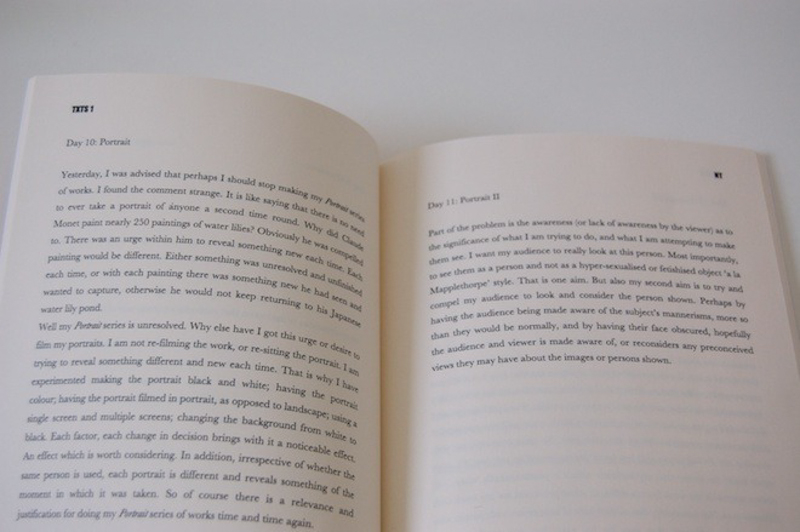 TXTS 1
Day 10: Portrait
Yesterday, I was advised that perhaps I should stop making my Portrait series
of works. I found the comment strange. It is like saying that there is no need
to ever take a portrait of anyone a second time round. Why did Claude
Monet paint nearly 250 paintings of water lilies? Obviously he was compelled
to. There was an urge within him to reveal something new each time. Each
painting would be different. Either something was unresolved and unfinished
each time, or with each painting there was something new he had seen and
wanted to capture, otherwise he would not keep returning to his Japanese
water lily pond.
Well my Portrait series is unresolved. Why else have I got this urge or desire to
film my portraits. I am not re-filming the work, or re-sitting the portrait. I am
trying to reveal something different and new each time. That is why I have
experimented making the portrait black and white; having the portrait
colour; having the portrait filmed in portrait, as opposed to landscape; using a
single screen and multiple screens; changing the background from white to
black. Each factor, each change in decision brings with it a noticeable effect.
An effect which is worth considering. In addition, irrespective of whether the
same person is used, each portrait is different and reveals something of the
moment in which it was taken. So of course there is a relevance and
justification for doing my Portrait series of works time and time again.
Day 11: Portrait II
Part of the problem is the awareness (or lack of awareness by the viewer) as to
the significance of what I am trying to do, and what I am attempting to make
them see. I want my audience to really look at this person. Most importantly,
to see them as a person and not as a hyper-sexualised or fetishised object 'a la
Mapplethorpe' style. That is one aim. But also my second aim is to try and
compel my audience to look and consider the person shown. Perhaps by
having the audience being made aware of the subject's mannerisms, more so
than they would be normally, and by having their face obscured, hopefully
the audience and viewer is made aware of, or reconsiders any preconceived
views they may have about the images or persons shown.